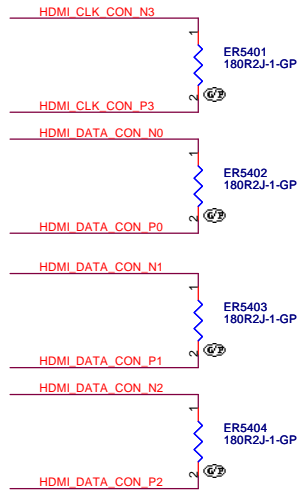 HDMI_CLK_CON_N3
1
ER5401
180R2J-1-GP
2
G/P
HDMI_CLK_CON_P3
HDMI_DATA_CON_N0
1
ER5402
180R2J-1-GP
2
G/P
HDMI_DATA_CON_P0
HDMI_DATA_CON_N1
1
ER5403
180R2J-1-GP
2
G/P
HDMI_DATA_CON_P1
HDMI_DATA_CON_N2
1
ER5404
180R2J-1-GP
2
G/P
HDMI_DATA_CON_P2